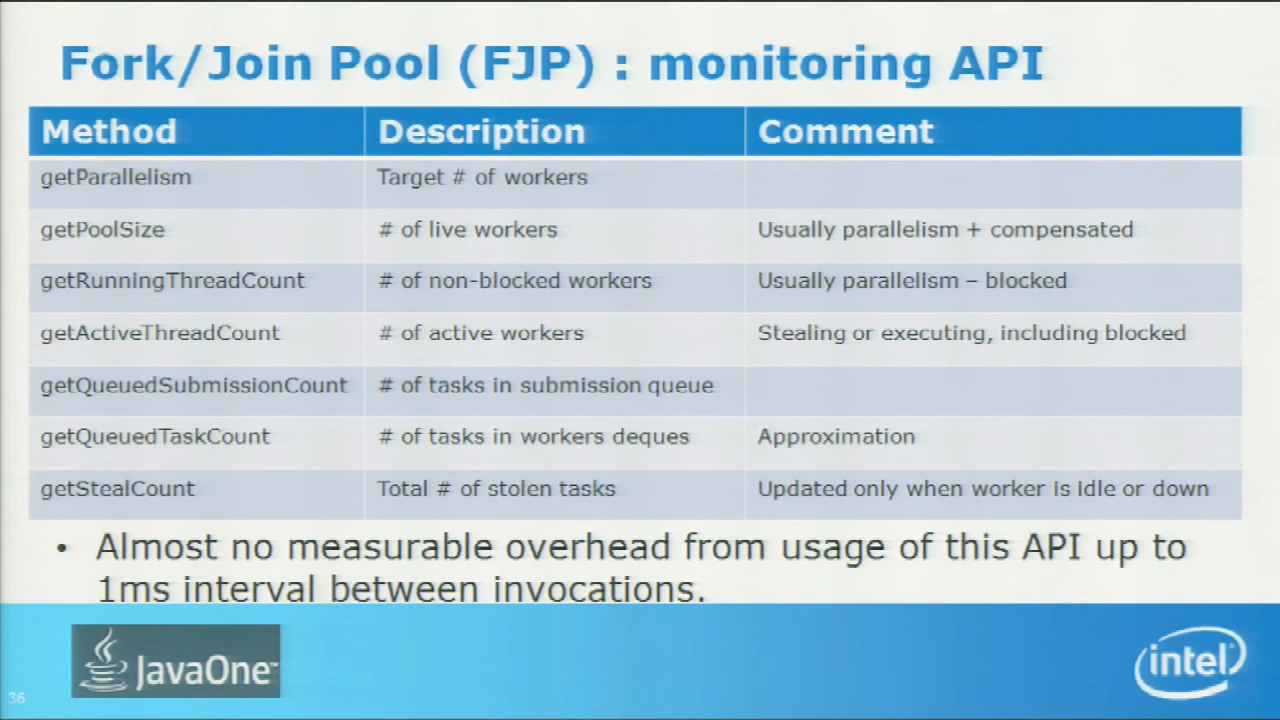 Fork/Join Pool (FJP) : monitoring API
Method Description Comment
getParallelism Target # of workers
getPoolSize # of live workers Usually parallelism + compensated
getRunningThreadCount # of non-blocked workers Usually parallelism – blocked
getActiveThreadCount # of active workers Stealing or executing, including blocked
getQueuedSubmissionCount # of tasks in submission queue
getQueuedTaskCount # of tasks in workers deques Approximation
getStealCount Total # of stolen tasks Updated only when worker is idle or down
• Almost no measurable overhead from usage of this API up to
1ms interval between invocations.
JavaOne™
intel
36